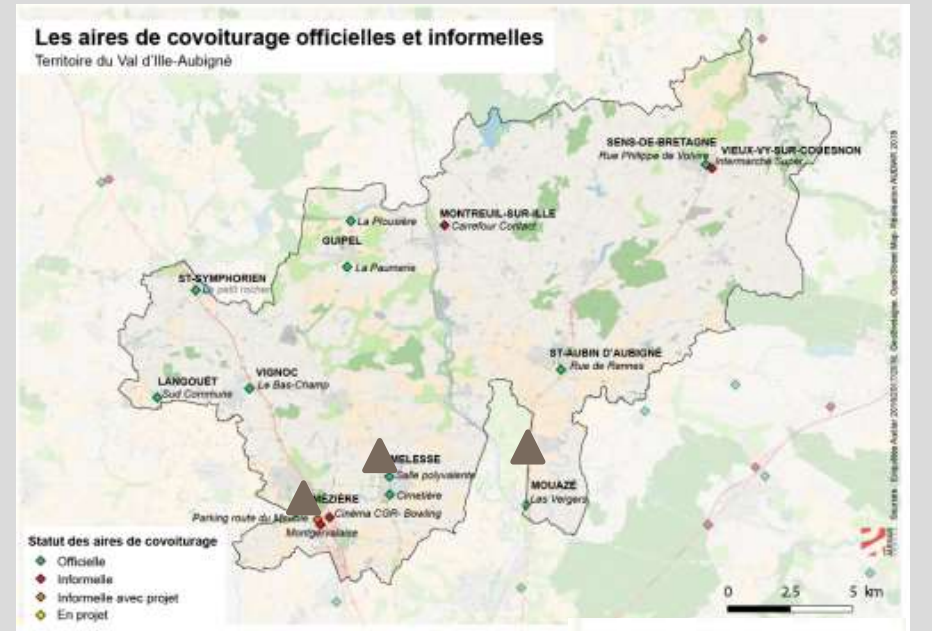 Les aires de covoiturage officielles et informelles
Territoire du Val d'Ille-Aubigné
SENS-DE-BRETAGNE
VIEUX-VY-SUR-COUESNON
Rue Philippe de Volvire
Intermarché Super
MONTREUIL-SUR-ILLE
Carrefour Contact
La Plousière
GUIPEL
La Paumerie
ST-SYMPHORIEN
Le petit rocher
ST-AUBIN D'AUBIGNÉ
Rue de Rennes
VIGNOC
Le Bas-Champ
LANGOUËT
Sud Commune
MELESSE
Salle polyvalente
Cimetière
MOUAZÉ
Las Vergers
MÉZIÈRE
Cinéma CGR- Bowling
Parking route du
Montgervalaise
Statut des aires de covoiturage
Officielle
Informelle
Informelle avec projet
En projet
0 2.5 5 km